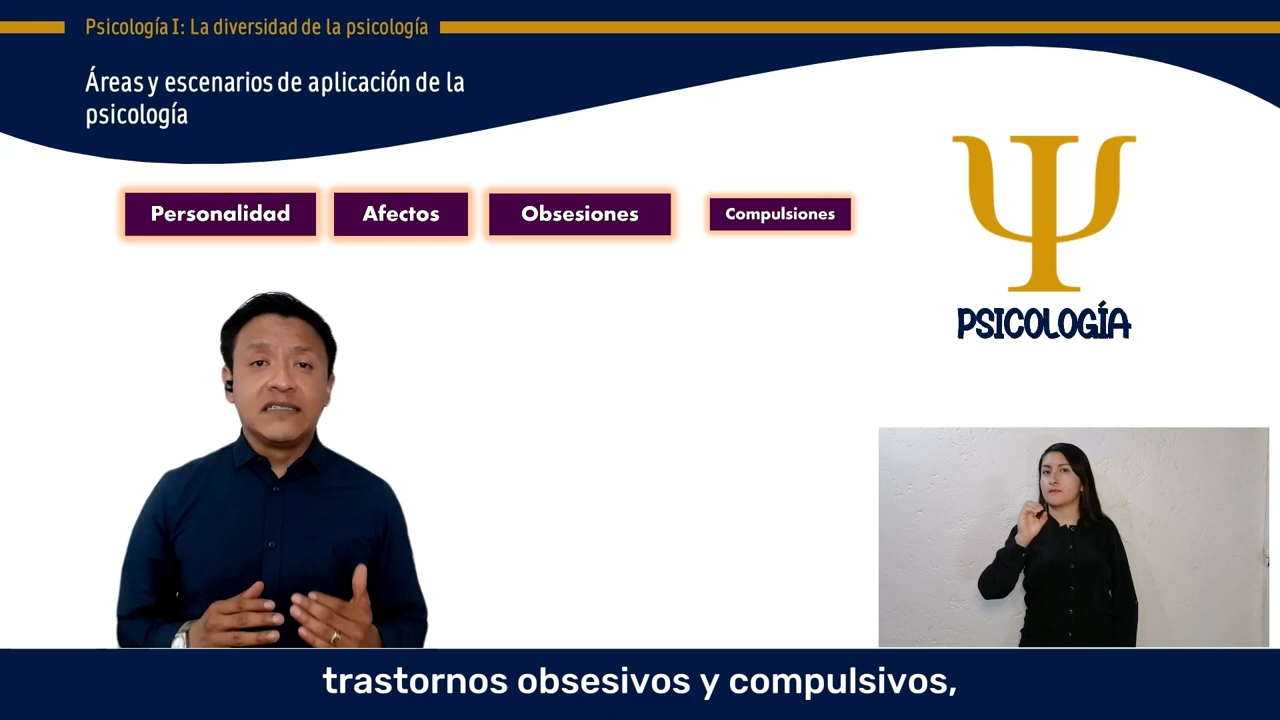 Psicología I: La diversidad de la psicología
Áreas y escenarios de aplicación de la
psicología
Personalidad
Afectos
Obsesiones
Compulsiones
PSICOLOGÍA
trastornos obsesivos y compulsivos,